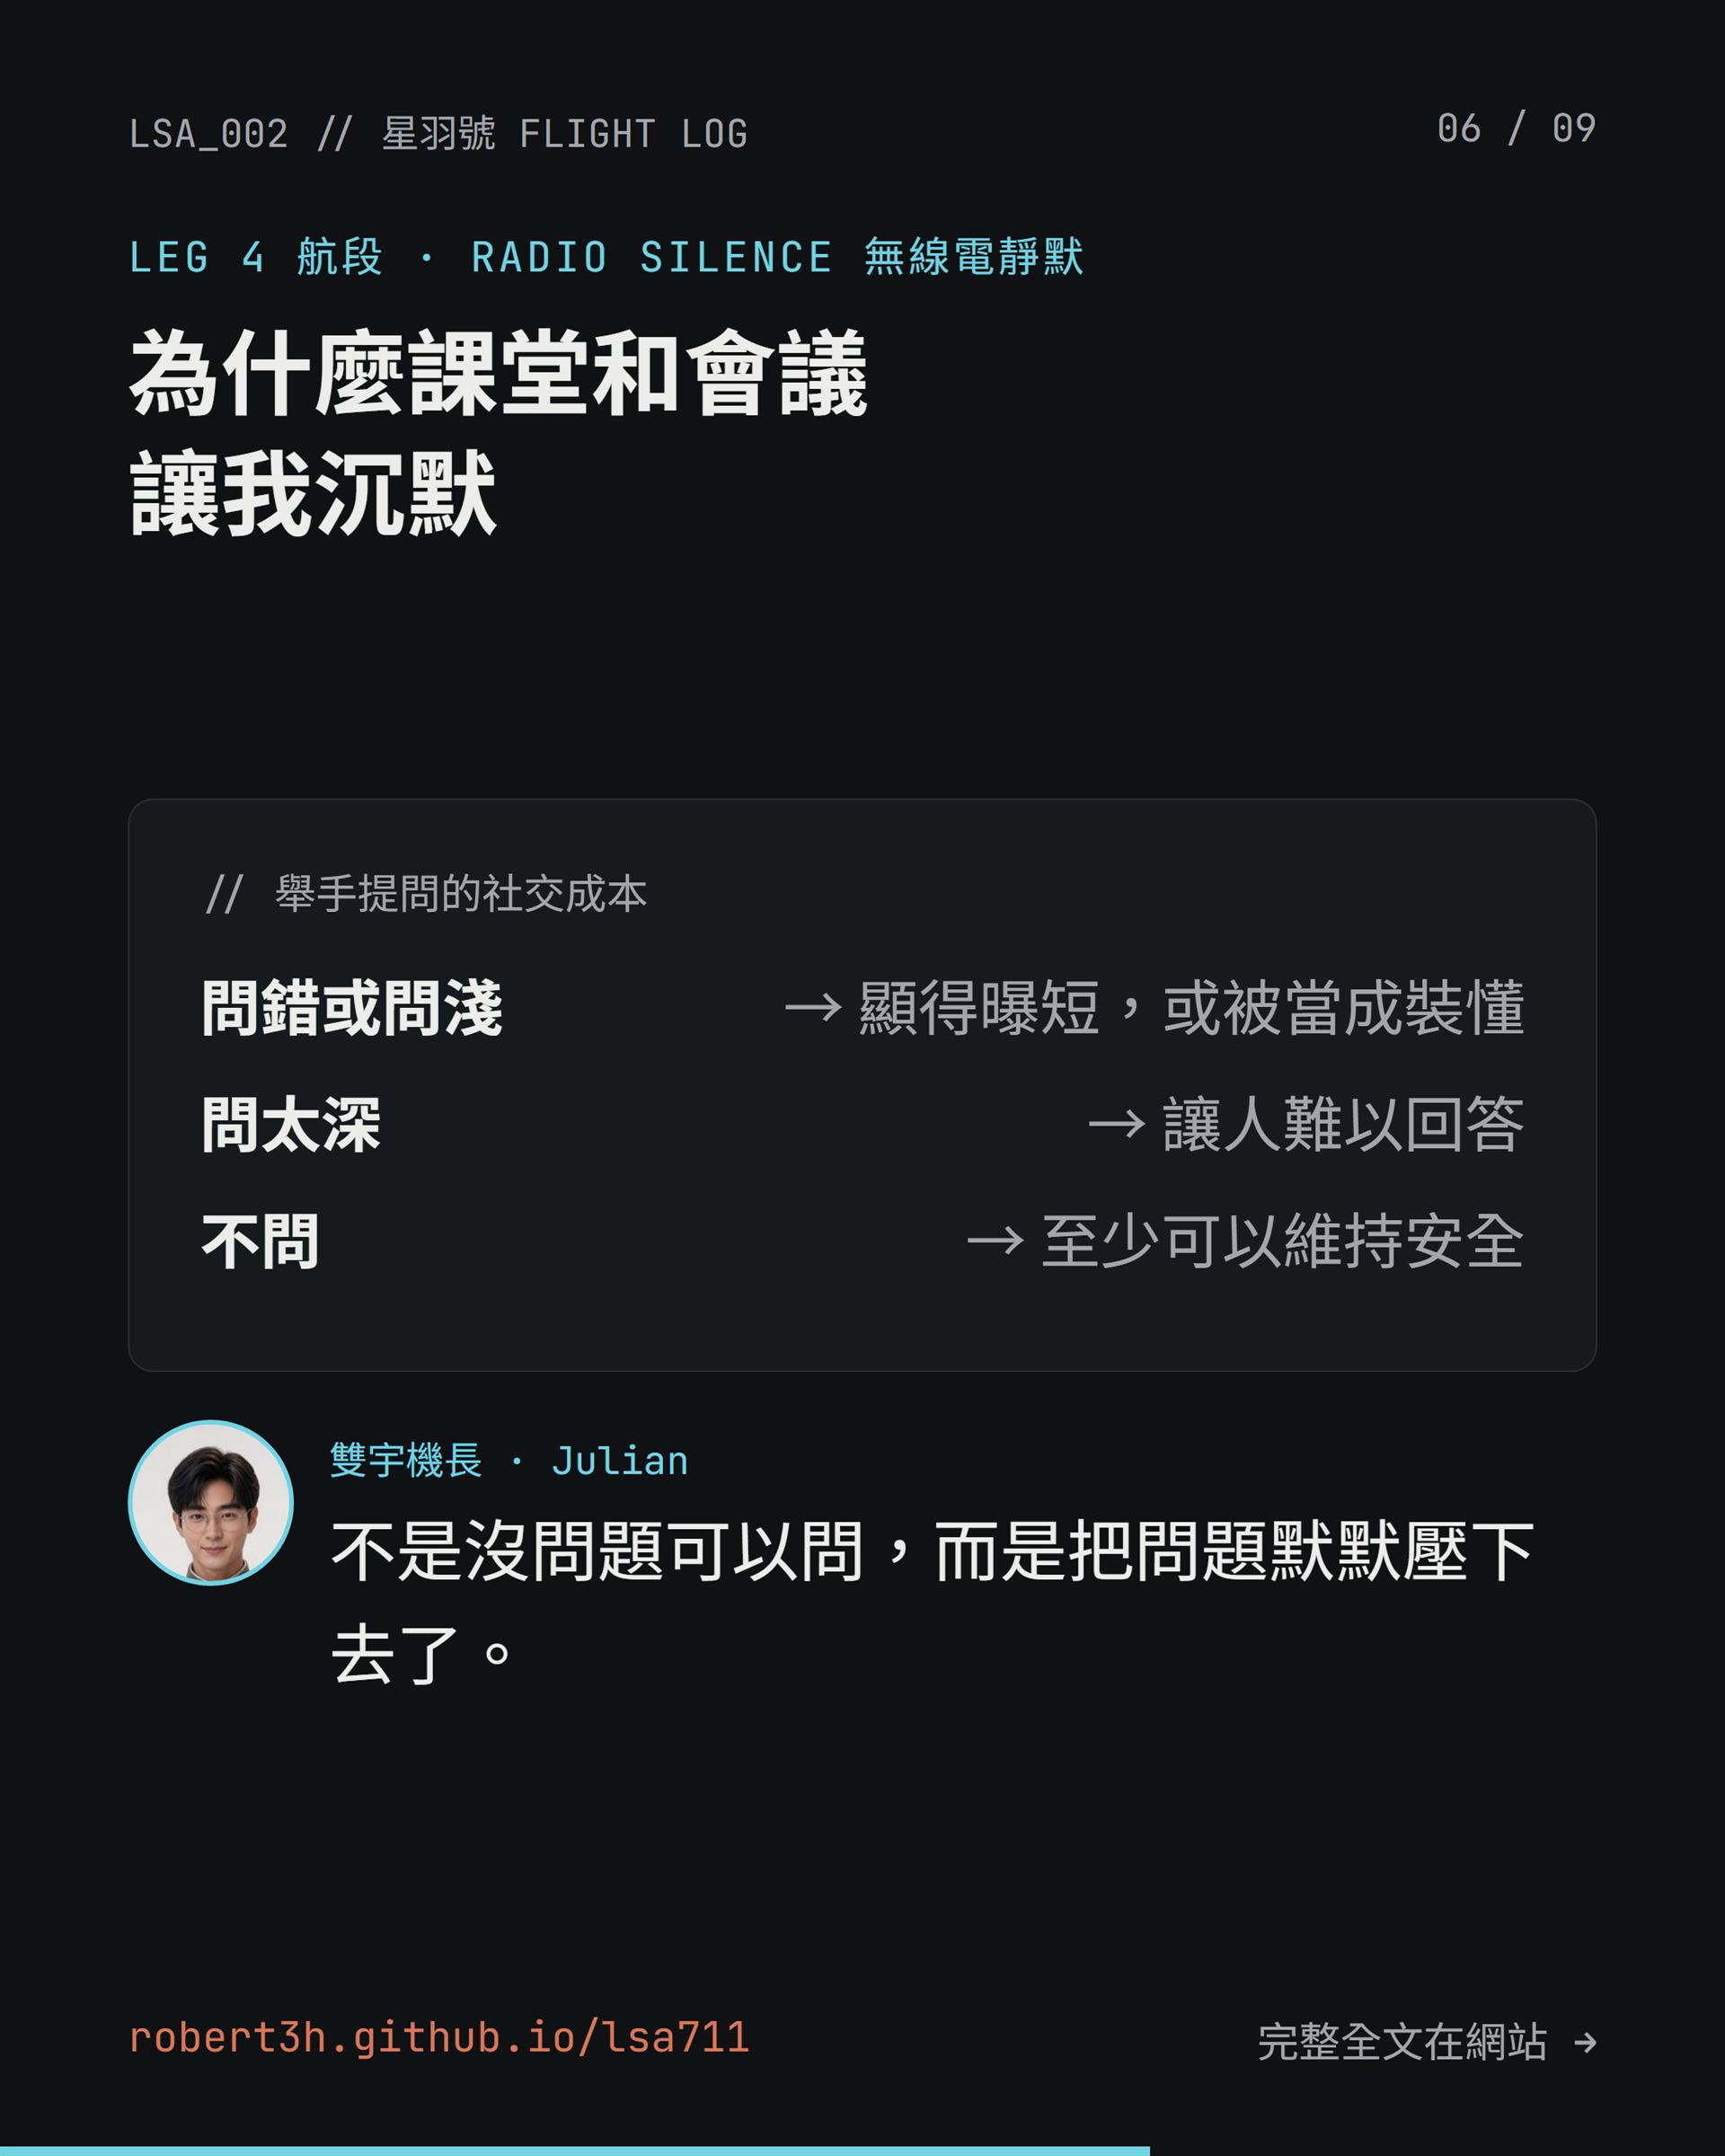 LSA_002 // 星羽號 FLIGHT LOG
06 / 09
LEG 4 航段 · RADIO SILENCE 無線電靜默
為什麼課堂和會議
讓我沉默
// 舉手提問的社交成本
問錯或問淺 → 顯得曝短，或被當成裝懂
問太深 → 讓人難以回答
不問 → 至少可以維持安全
雙宇機長 · Julian
不是沒問題可以問，而是把問題默默壓下
去了。
robert3h.github.io/lsa711
完整全文在網站 →